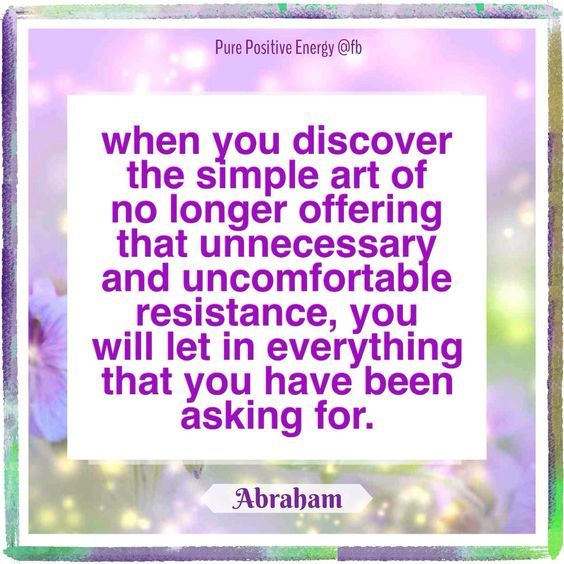 Pure Positive Energy @fb
when you discover
the simple art of
no longer offering
that unnecessary
and uncomfortable
resistance, you
will let in everything
that you have been
asking for.
Abraham